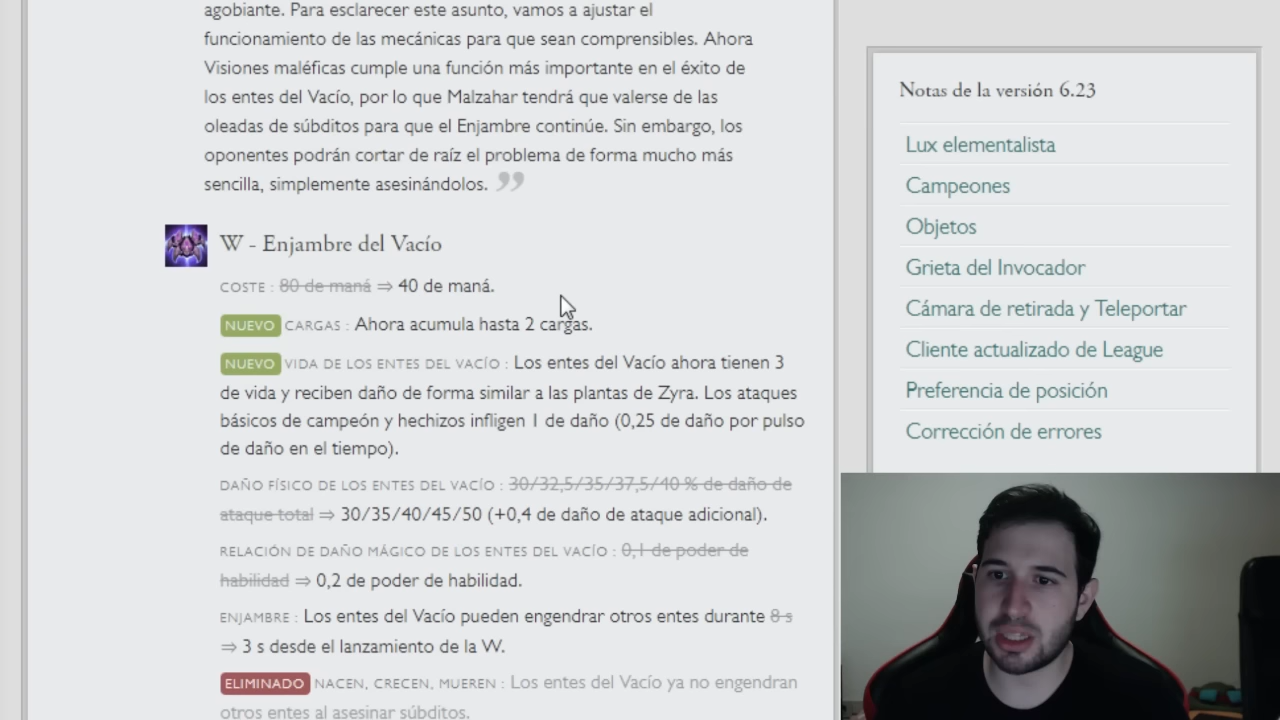 agobiante. Para esclarecer este asunto, vamos a ajustar el
funcionamiento de las mecánicas para que sean comprensibles. Ahora
Visiones maléficas cumple una función más importante en el éxito de
los entes del Vacío, por lo que Malzahar tendrá que valerse de las
oleadas de súbditos para que el Enjambre continúe. Sin embargo, los
oponentes podrán cortar de raíz el problema de forma mucho más
sencilla, simplemente asesinándolos. ”
W - Enjambre del Vacío
COSTE : 80 de maná ⇒ 40 de maná.
NUEVO CARGAS : Ahora acumula hasta 2 cargas.
NUEVO VIDA DE LOS ENTES DEL VACÍO : Los entes del Vacío ahora tienen 3
de vida y reciben daño de forma similar a las plantas de Zyra. Los ataques
básicos de campeón y hechizos infligen 1 de daño (0,25 de daño por pulso
de daño en el tiempo).
DAÑO FÍSICO DE LOS ENTES DEL VACÍO : 30/32,5/35/37,5/40 % de daño de
ataque total ⇒ 30/35/40/45/50 (+0,4 de daño de ataque adicional).
RELACIÓN DE DAÑO MÁGICO DE LOS ENTES DEL VACÍO : 0,1 de poder de
habilidad ⇒ 0,2 de poder de habilidad.
ENJAMBRE : Los entes del Vacío pueden engendrar otros entes durante 8 s
⇒ 3 s desde el lanzamiento de la W.
ELIMINADO NACEN, CRECEN, MUEREN : Los entes del Vacío ya no engendran
otros entes al asesinar súbditos.
Notas de la versión 6.23
Lux elementalista
Campeones
Objetos
Grieta del Invocador
Cámara de retirada y Teleportar
Cliente actualizado de League
Preferencia de posición
Corrección de errores